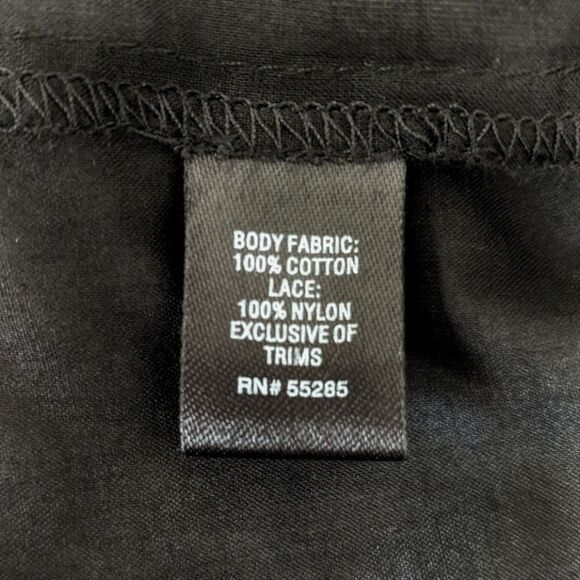 BODY FABRIC:
100% COTTON
LACE:
100% NYLON
EXCLUSIVE OF
TRIMS
RN# 55285